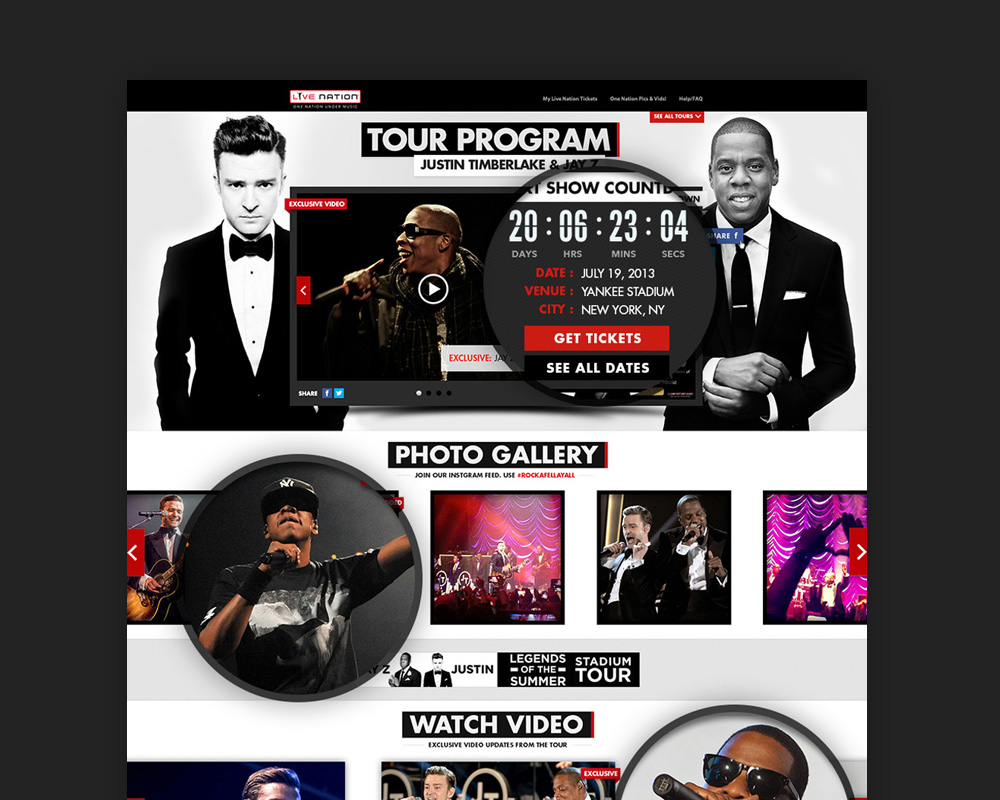 LIVE NATION
ONE NATION UNDER MUSIC
My Live Nation Tickets One Nation Pics & Vids! Help/FAQ
SEE ALL TOURS
TOUR PROGRAM
JUSTIN TIMBERLAKE & JAY Z
EXCLUSIVE VIDEO
SHOW COUNTD
WN
20 : 06 : 23 : 04
DAYS HRS MINS SECS
SHARE f
DATE : JULY 19, 2013
VENUE : YANKEE STADIUM
CITY : NEW YORK, NY
GET TICKETS
EXCLUSIVE: JAY Z
SEE ALL DATES
SHARE f
PHOTO GALLERY
JOIN OUR INSTGRAM FEED. USE #ROCKAFELLAYALL
NY
JT
Y Z JUSTIN LEGENDS OF THE SUMMER STADIUM TOUR
WATCH VIDEO
EXCLUSIVE VIDEO UPDATES FROM THE TOUR
EXCLUSIVE